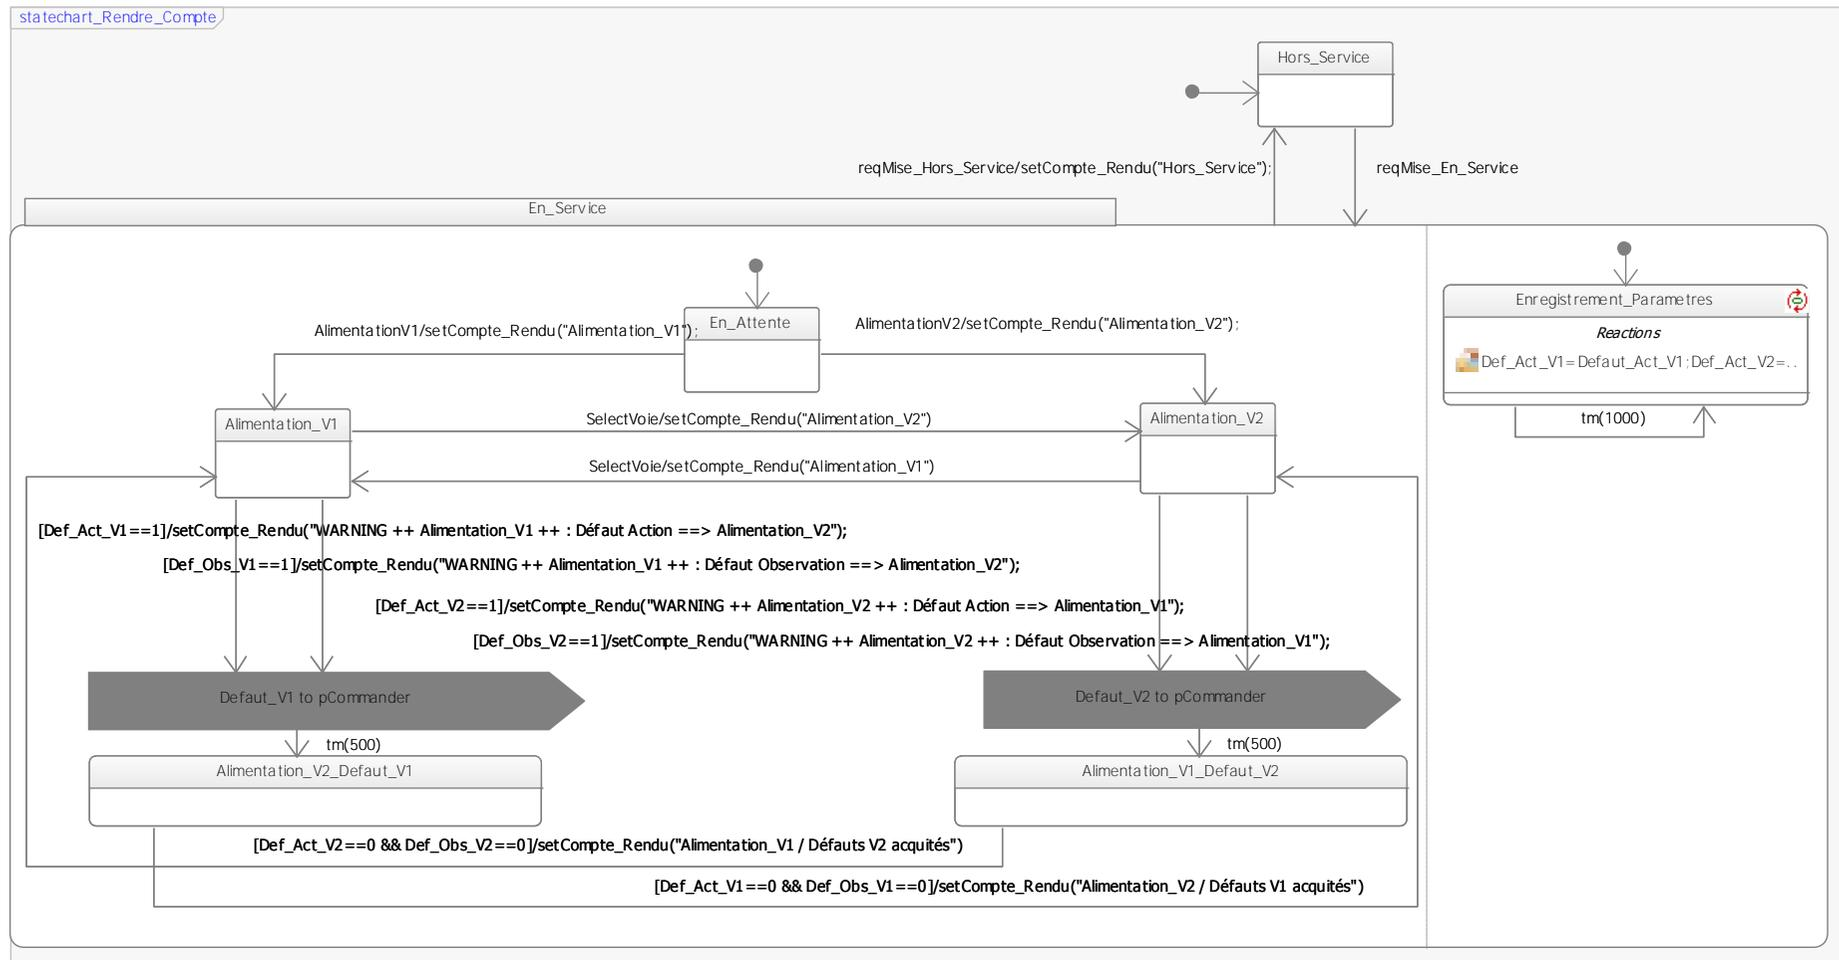 statechart_Rendre_Compte
Hors_Service
reqMise_Hors_Service/setCompte_Rendu("Hors_Service");
reqMise_En_Service
En_Service
En_Attente
AlimentationV1/setCompte_Rendu("Alimentation_V1");
AlimentationV2/setCompte_Rendu("Alimentation_V2");
Enregistrement_Parametres
Reactions
Def_Act_V1=Defaut_Act_V1;Def_Act_V2=..
tm(1000)
Alimentation_V1
SelectVoie/setCompte_Rendu("Alimentation_V2")
Alimentation_V2
SelectVoie/setCompte_Rendu("Alimentation_V1")
[Def_Act_V1==1]/setCompte_Rendu("WARNING ++ Alimentation_V1 ++ : Défaut Action ==> Alimentation_V2");
[Def_Obs_V1==1]/setCompte_Rendu("WARNING ++ Alimentation_V1 ++ : Défaut Observation ==> Alimentation_V2");
[Def_Act_V2==1]/setCompte_Rendu("WARNING ++ Alimentation_V2 ++ : Défaut Action ==> Alimentation_V1");
[Def_Obs_V2==1]/setCompte_Rendu("WARNING ++ Alimentation_V2 ++ : Défaut Observation ==> Alimentation_V1");
Defaut_V1 to pCommander
Defaut_V2 to pCommander
tm(500)
tm(500)
Alimentation_V2_Defaut_V1
Alimentation_V1_Defaut_V2
[Def_Act_V2==0 && Def_Obs_V2==0]/setCompte_Rendu("Alimentation_V1 / Défauts V2 acquités")
[Def_Act_V1==0 && Def_Obs_V1==0]/setCompte_Rendu("Alimentation_V2 / Défauts V1 acquités")